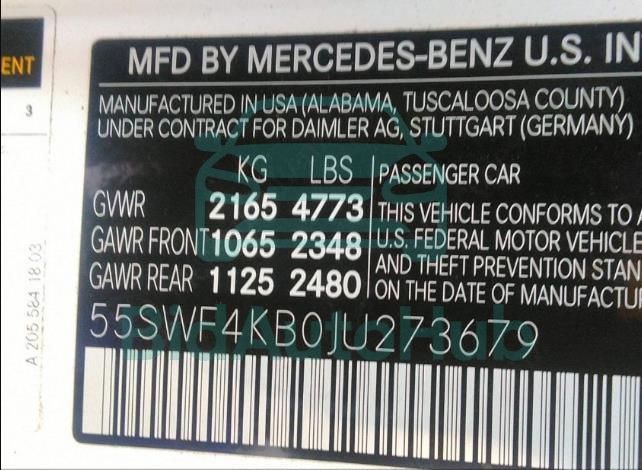 ENT
3
A 205 584 18 03
MFD BY MERCEDES-BENZ U.S. IN
MANUFACTURED IN USA (ALABAMA, TUSCALOOSA COUNTY)
UNDER CONTRACT FOR DAIMLER AG, STUTTGART (GERMANY)
KG LBS
GVWR 2165 4773
GAWR FRONT 1065 2348
GAWR REAR 1125 2480
PASSENGER CAR
THIS VEHICLE CONFORMS TO A
U.S. FEDERAL MOTOR VEHICLE
AND THEFT PREVENTION STAN
ON THE DATE OF MANUFACTU
55SWF4KB0JU273679
BidAutoHub